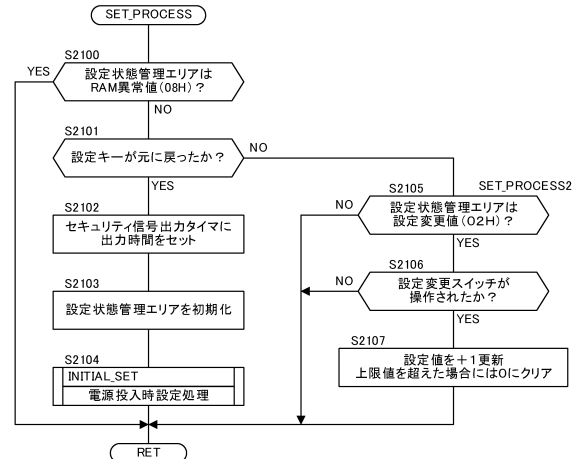 SET_PROCESS
S2100
設定状態管理エリアは
RAM異常値(08H)?
YES
NO
S2101
設定キーが元に戻ったか?
NO
YES
S2102
セキュリティ信号出力タイマに
出力時間をセット
S2103
設定状態管理エリアを初期化
S2104
INITIAL_SET
電源投入時設定処理
RET
SET_PROCESS2
S2105
設定状態管理エリアは
設定変更値(02H)?
NO
YES
S2106
設定変更スイッチが
操作されたか?
NO
YES
S2107
設定値を+1更新
上限値を超えた場合には0にクリア